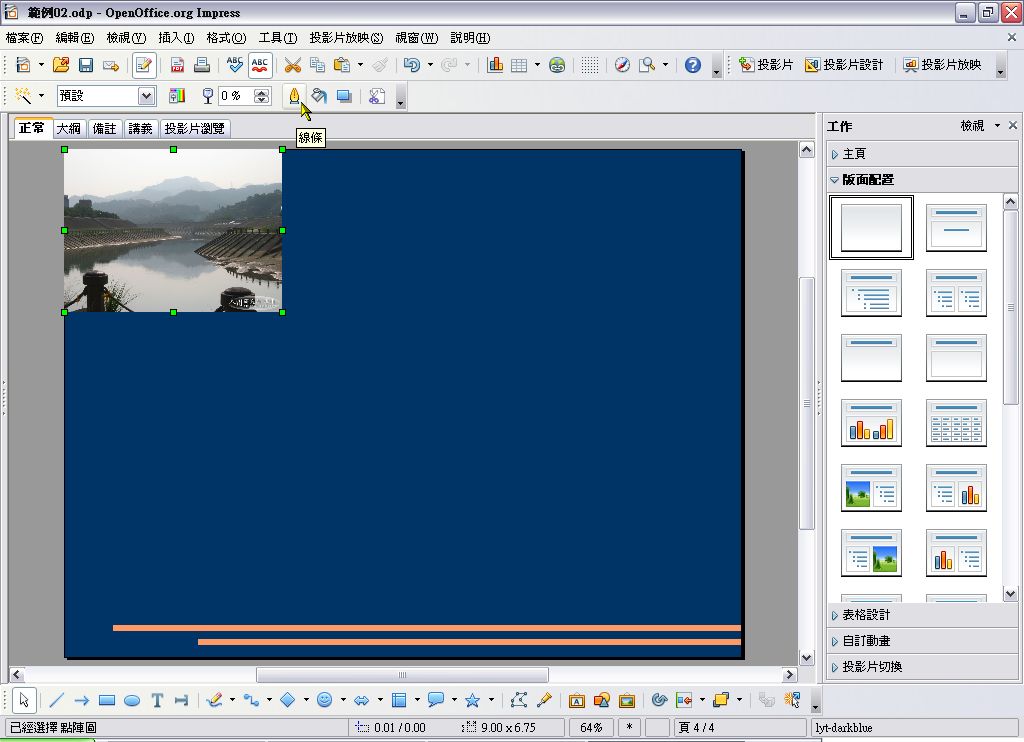 範例02.odp - OpenOffice.org Impress
檔案(F) 編輯(E) 檢視(V) 插入(I) 格式(O) 工具(T) 投影片放映(S) 視窗(W) 說明(H)
ABC ABC 投影片 投影片設計 投影片放映
預設 0 %
正常 大綱 備註 講義 投影片瀏覽
線條
工作 檢視
主頁
版面配置
表格設計
自訂動畫
投影片切換
已經選擇 點陣圖 0.01 / 0.00 9.00 x 6.75 64% * 頁 4 / 4 lyt-darkblue